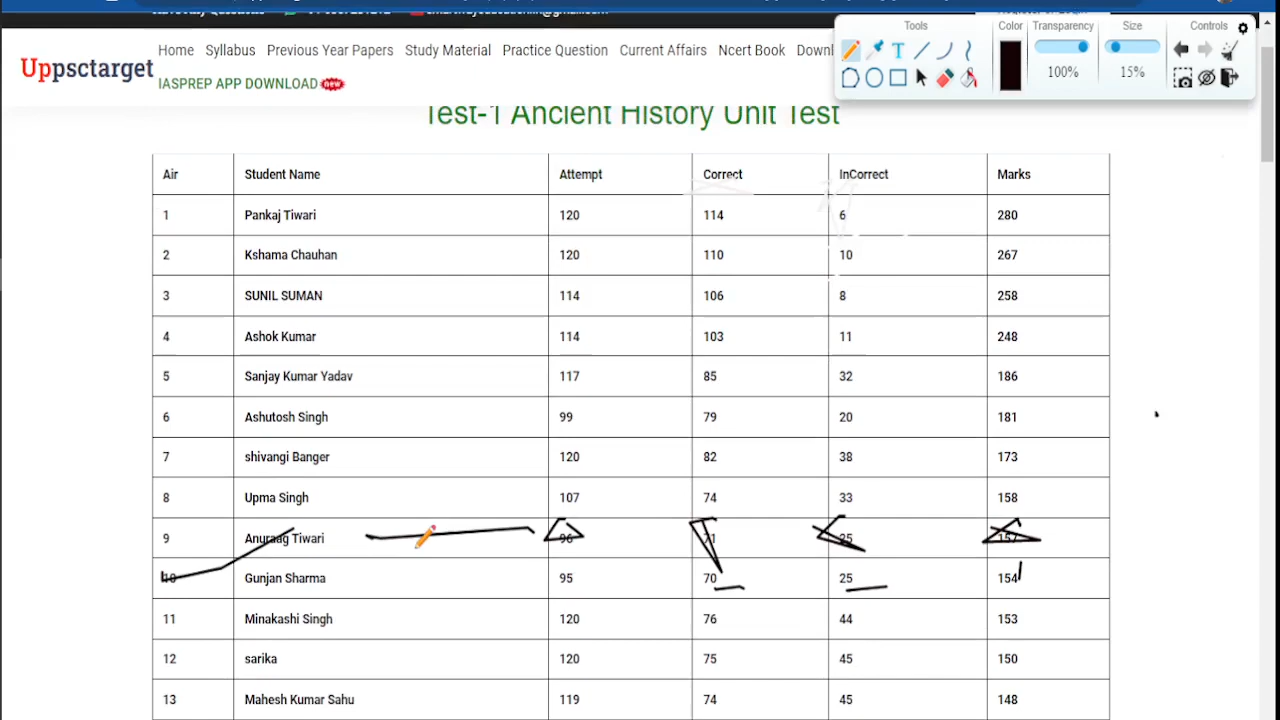 Tools Color Transparency Size Controls
100% 15%
Home Syllabus Previous Year Papers Study Material Practice Question Current Affairs Ncert Book Downl
Uppsctarget
IASPREP APP DOWNLOAD new
Test-1 Ancient History Unit Test
Air Student Name Attempt Correct InCorrect Marks
1 Pankaj Tiwari 120 114 6 280
2 Kshama Chauhan 120 110 10 267
3 SUNIL SUMAN 114 106 8 258
4 Ashok Kumar 114 103 11 248
5 Sanjay Kumar Yadav 117 85 32 186
6 Ashutosh Singh 99 79 20 181
7 shivangi Banger 120 82 38 173
8 Upma Singh 107 74 33 158
9 Anuraag Tiwari 96 71 25 157
10 Gunjan Sharma 95 70 25 154
11 Minakashi Singh 120 76 44 153
12 sarika 120 75 45 150
13 Mahesh Kumar Sahu 119 74 45 148